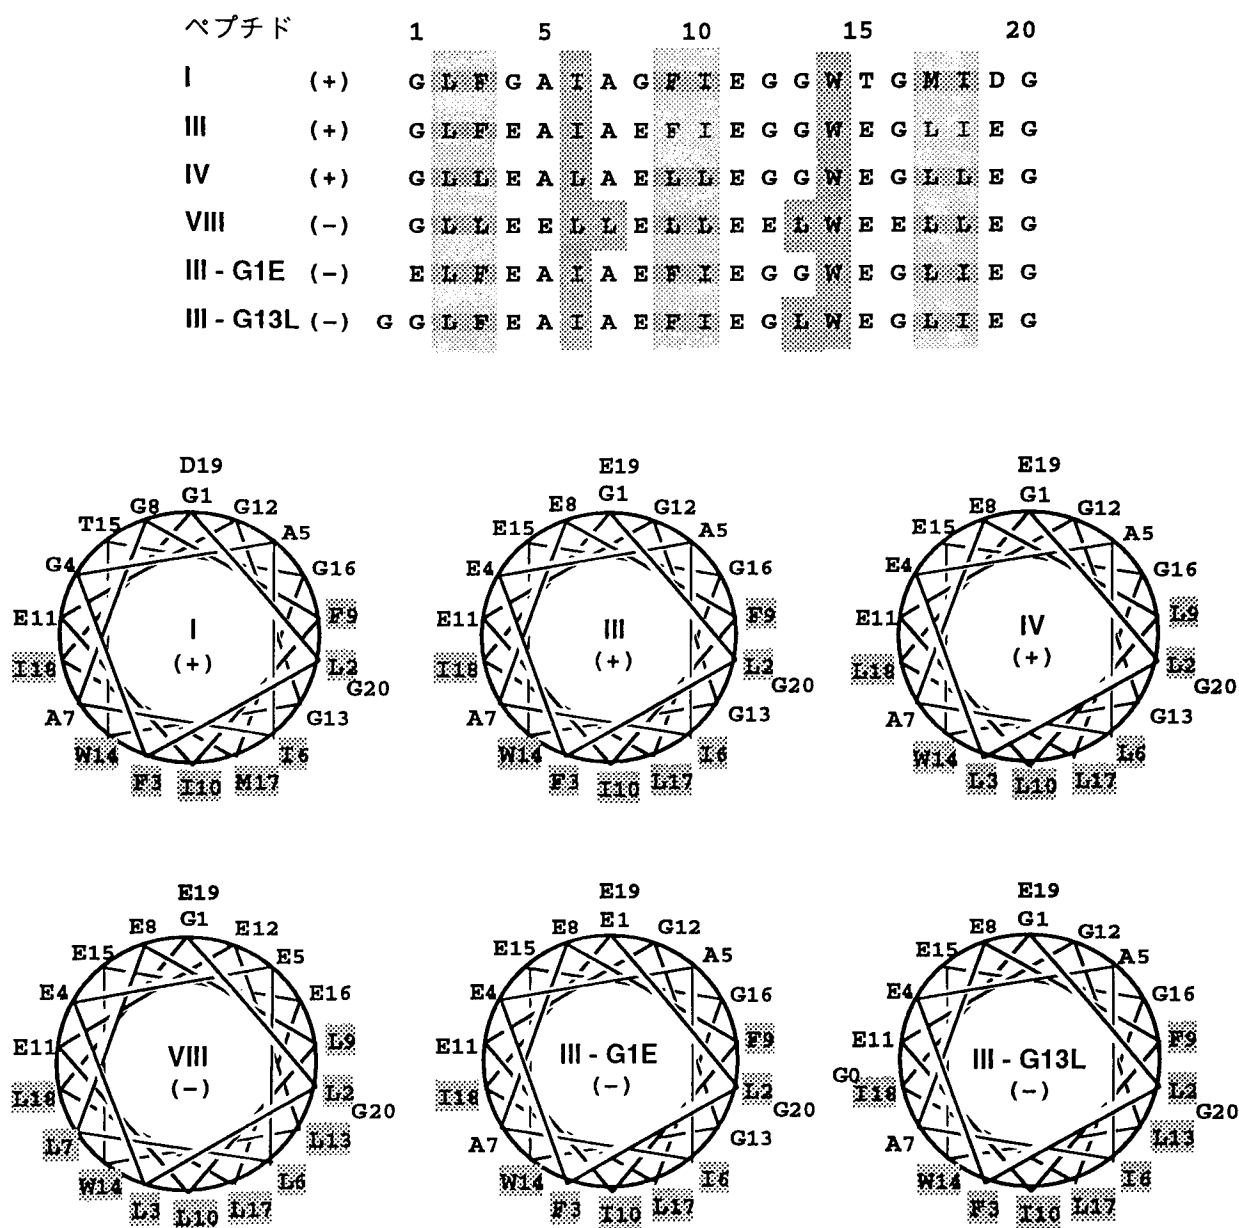 ペプチド 1 5 10 15 20
I (+) G L F G A I A G F I E G G W T G M I D G
III (+) G L F E A I A E F I E G G W E G L I E G
IV (+) G L L E A L A E L L E G G W E G L L E G
VIII (-) G L L E E L L E L L E E L W E E L L E G
III - G1E (-) E L F E A I A E F I E G G W E G L I E G
III - G13L (-) G G L F E A I A E F I E G L W E G L I E G
D19
G8 G1 G12
T15 A5
G4 G16
E11 F9
I
(+)
I18 L2
G20
A7 G13
W14 I6
F3 I10 M17
E19
E8 G1 G12
E15 A5
E4 G16
E11 F9
III
(+)
I18 L2
G20
A7 G13
W14 I6
F3 I10 L17
E19
E8 G1 G12
E15 A5
E4 G16
E11 L9
IV
(+)
L18 L2
G20
A7 G13
W14 L6
L3 L10 L17
E19
E8 G1 E12
E15 E5
E4 E16
E11 L9
VIII
(-)
L18 L2
G20
L7 L13
W14 L6
L3 L10 L17
E19
E8 E1 G12
E15 A5
E4 G16
E11 F9
III - G1E
(-)
I18 L2
G20
A7 G13
W14 I6
F3 I10 L17
E19
E8 G1 G12
E15 A5
E4 G16
E11 F9
III - G13L
(-)
G0
I18 L2
G20
A7 L13
W14 I6
F3 I10 L17